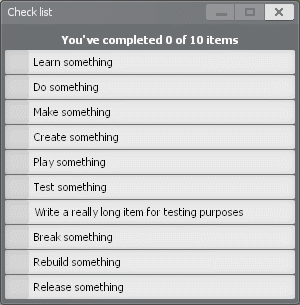 Check list
You've completed 0 of 10 items
Learn something
Do something
Make something
Create something
Play something
Test something
Write a really long item for testing purposes
Break something
Rebuild something
Release something